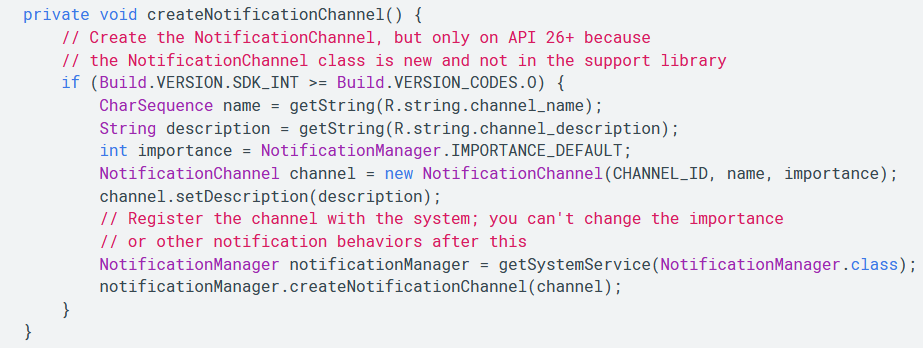 private void createNotificationChannel() {
    // Create the NotificationChannel, but only on API 26+ because
    // the NotificationChannel class is new and not in the support library
    if (Build.VERSION.SDK_INT >= Build.VERSION_CODES.O) {
        CharSequence name = getString(R.string.channel_name);
        String description = getString(R.string.channel_description);
        int importance = NotificationManager.IMPORTANCE_DEFAULT;
        NotificationChannel channel = new NotificationChannel(CHANNEL_ID, name, importance);
        channel.setDescription(description);
        // Register the channel with the system; you can't change the importance
        // or other notification behaviors after this
        NotificationManager notificationManager = getSystemService(NotificationManager.class);
        notificationManager.createNotificationChannel(channel);
    }
}